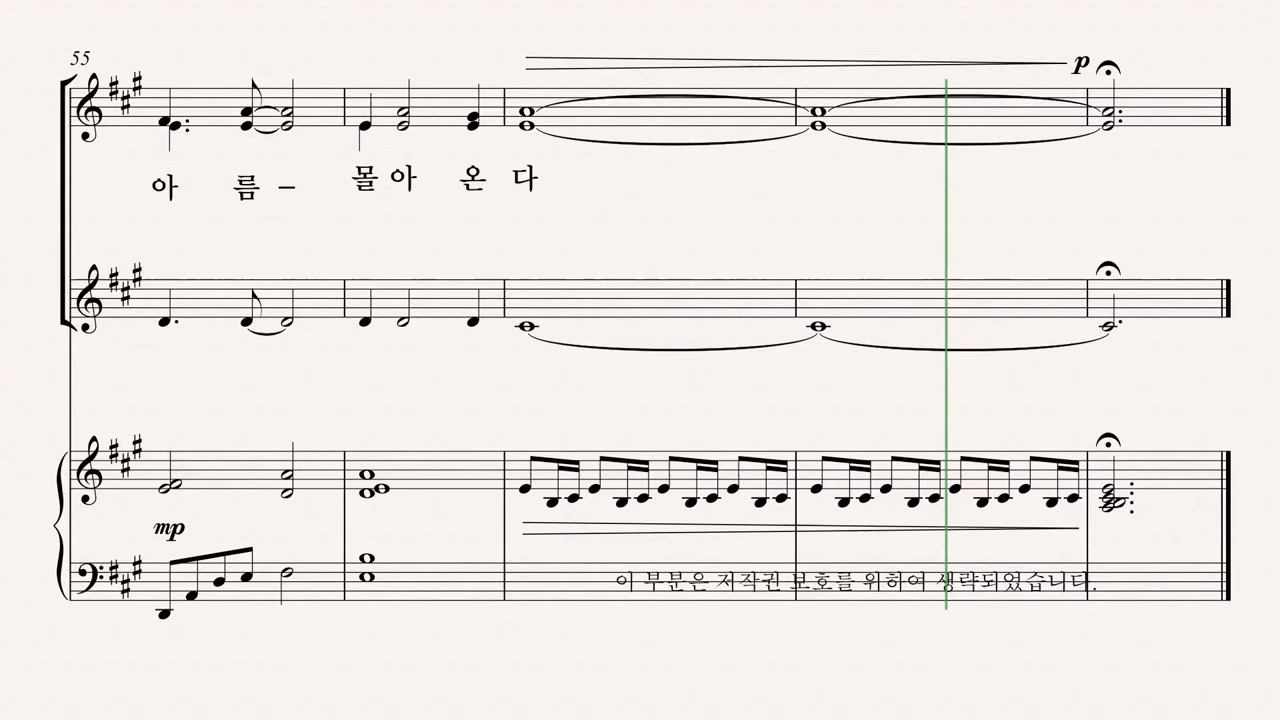 55
p
아 름 – 몰 아 온 다
mp
이 부분은 저작권 보호를 위하여 생략되었습니다.